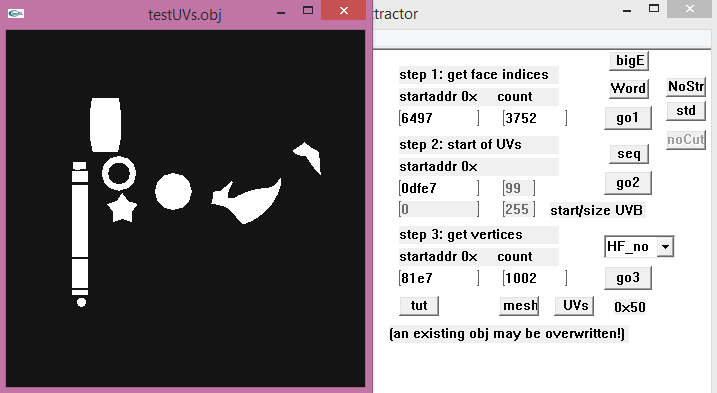 testUVs.obj
tractor
bigE
step 1: get face indices
Word
NoStr
startaddr 0x count
6497 3752
go1
std
step 2: start of UVs
noCut
startaddr 0x
seq
0dfe7 99
go2
0 255 start/size UVB
step 3: get vertices
HF_no
startaddr 0x count
81e7 1002
go3
tut mesh UVs 0x50
(an existing obj may be overwritten!)